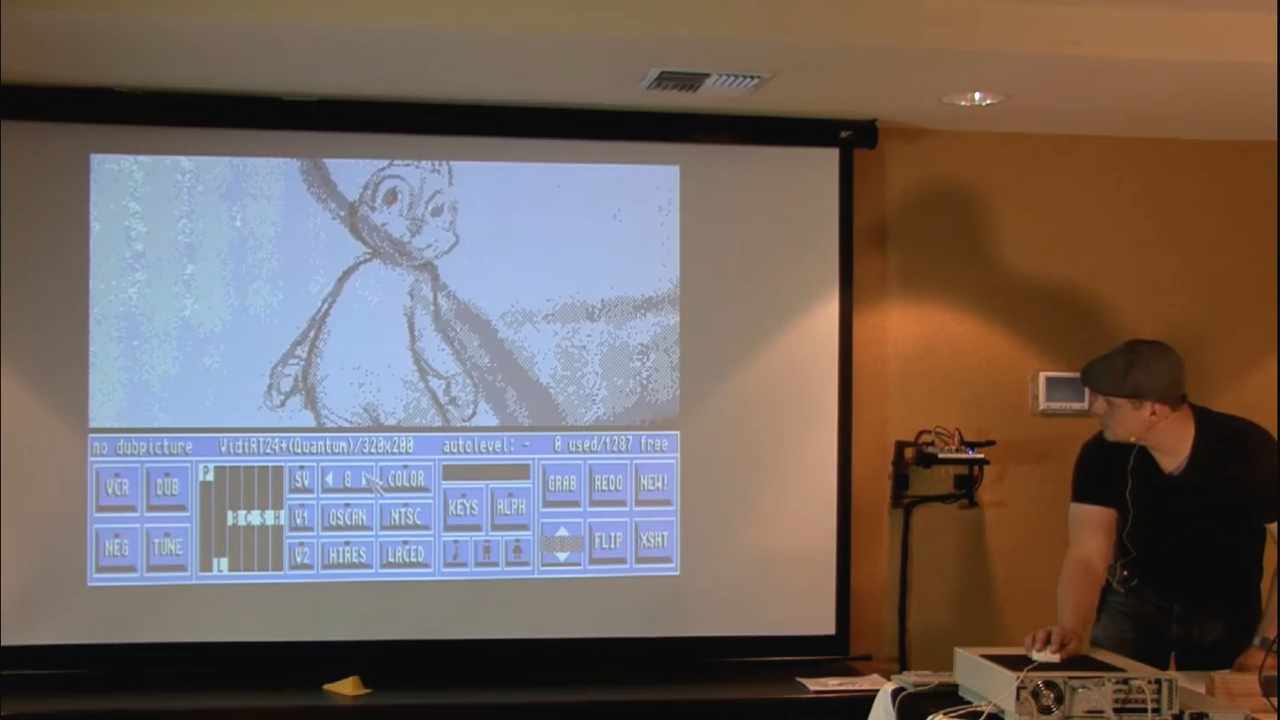 no dubpicture VidiRT24+(Quantum)/320x200 autolevel: - 0 used/1287 free
P
VCR DUB SV 8 COLOR GRAB REDO NEW!
B C S H V1 OSCAN NTSC KEYS ALPH
NEG TUNE L V2 HIRES LACED FLIP XSHT